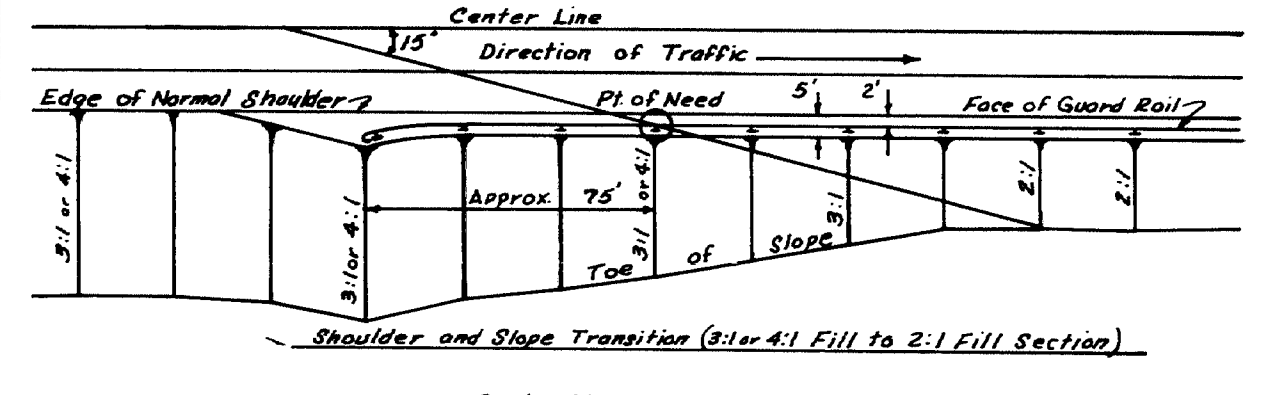 Center Line
15'
Direction of Traffic
Edge of Normal Shoulder
Pt. of Need
5'
2'
Face of Guard Rail
3:1 or 4:1
3:1 or 4:1
Approx. 75'
3:1 or 4:1
3:1
2:1
2:1
Toe of Slope
Shoulder and Slope Transition (3:1 or 4:1 Fill to 2:1 Fill Section)